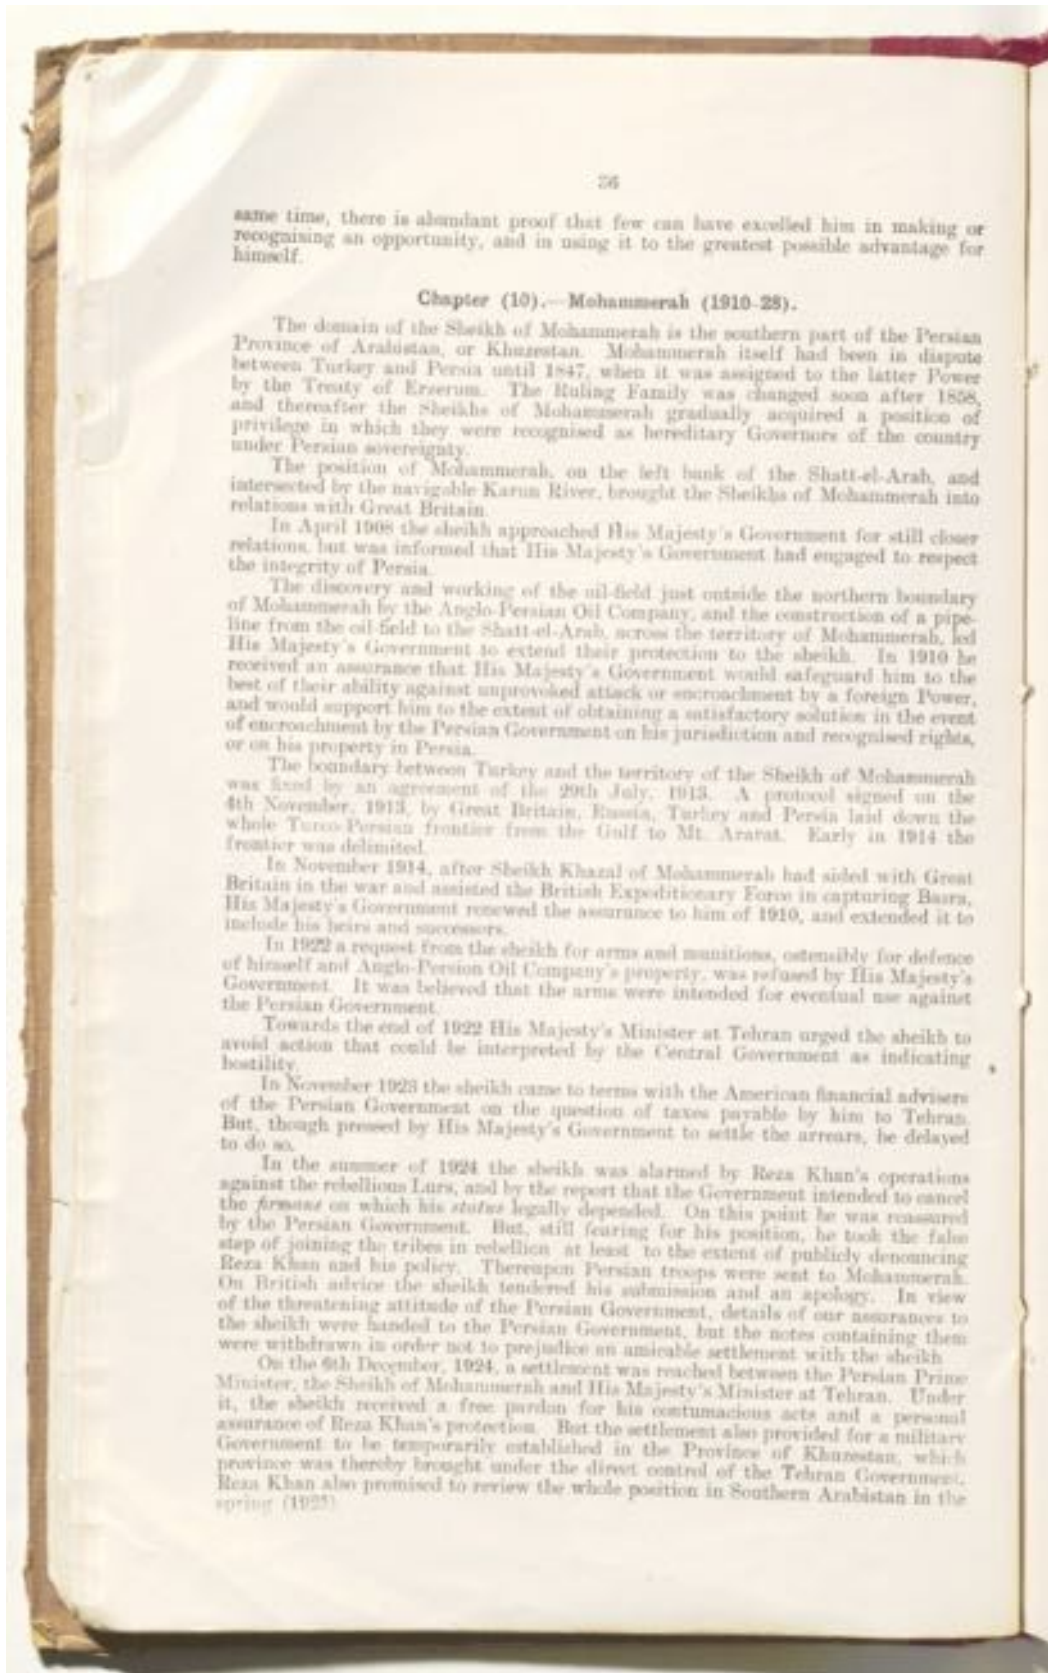 36
same time, there is abundant proof that few can have excelled him in making or
recognising an opportunity, and in using it to the greatest possible advantage for
himself.
Chapter (10).—Mohammerah (1910-28).
The domain of the Sheikh of Mohammerah is the southern part of the Persian
Province of Arabistan, or Khuzestan. Mohammerah itself had been in dispute
between Turkey and Persia until 1847, when it was assigned to the latter Power
by the Treaty of Erzerum. The Ruling Family was changed soon after 1858,
and thereafter the Sheikhs of Mohammerah gradually acquired a position of
privilege in which they were recognised as hereditary Governors of the country
under Persian sovereignty.
The position of Mohammerah, on the left bank of the Shatt-el-Arab, and
intersected by the navigable Karun River, brought the Sheikhs of Mohammerah into
relations with Great Britain.
In April 1908 the sheikh approached His Majesty's Government for still closer
relations, but was informed that His Majesty's Government had engaged to respect
the integrity of Persia.
The discovery and working of the oil-field just outside the northern boundary
of Mohammerah by the Anglo-Persian Oil Company, and the construction of a pipe-
line from the oil-field to the Shatt-el-Arab, across the territory of Mohammerah, led
His Majesty's Government to extend their protection to the sheikh. In 1910 he
received an assurance that His Majesty's Government would safeguard him to the
best of their ability against unprovoked attack or encroachment by a foreign Power,
and would support him to the extent of obtaining a satisfactory solution in the event
of encroachment by the Persian Government on his jurisdiction and recognised rights,
or on his property in Persia.
The boundary between Turkey and the territory of the Sheikh of Mohammerah
was fixed by an agreement of the 29th July, 1913. A protocol signed on the
4th November, 1913, by Great Britain, Russia, Turkey and Persia laid down the
whole Turco-Persian frontier from the Gulf to Mt. Ararat. Early in 1914 the
frontier was delimited.
In November 1914, after Sheikh Khazal of Mohammerah had sided with Great
Britain in the war and assisted the British Expeditionary Force in capturing Basra,
His Majesty's Government renewed the assurance to him of 1910, and extended it to
include his heirs and successors.
In 1922 a request from the sheikh for arms and munitions, ostensibly for defence
of himself and Anglo-Persion Oil Company's property, was refused by His Majesty's
Government. It was believed that the arms were intended for eventual use against
the Persian Government.
Towards the end of 1922 His Majesty's Minister at Tehran urged the sheikh to
avoid action that could be interpreted by the Central Government as indicating
hostility.
In November 1923 the sheikh came to terms with the American financial advisers
of the Persian Government on the question of taxes payable by him to Tehran.
But, though pressed by His Majesty's Government to settle the arrears, he delayed
to do so.
In the summer of 1924 the sheikh was alarmed by Reza Khan's operations
against the rebellious Lurs, and by the report that the Government intended to cancel
the firmans on which his status legally depended. On this point he was reassured
by the Persian Government. But, still fearing for his position, he took the false
step of joining the tribes in rebellion at least to the extent of publicly denouncing
Reza Khan and his policy. Thereupon Persian troops were sent to Mohammerah.
On British advice the sheikh tendered his submission and an apology. In view
of the threatening attitude of the Persian Government, details of our assurances to
the sheikh were handed to the Persian Government, but the notes containing them
were withdrawn in order not to prejudice an amicable settlement with the sheikh.
On the 6th December, 1924, a settlement was reached between the Persian Prime
Minister, the Sheikh of Mohammerah and His Majesty's Minister at Tehran. Under
it, the sheikh received a free pardon for his contumacious acts and a personal
assurance of Reza Khan's protection. But the settlement also provided for a military
Government to be temporarily established in the Province of Khuzestan, which
province was thereby brought under the direct control of the Tehran Government.
Reza Khan also promised to review the whole position in Southern Arabistan in the
spring (1925).